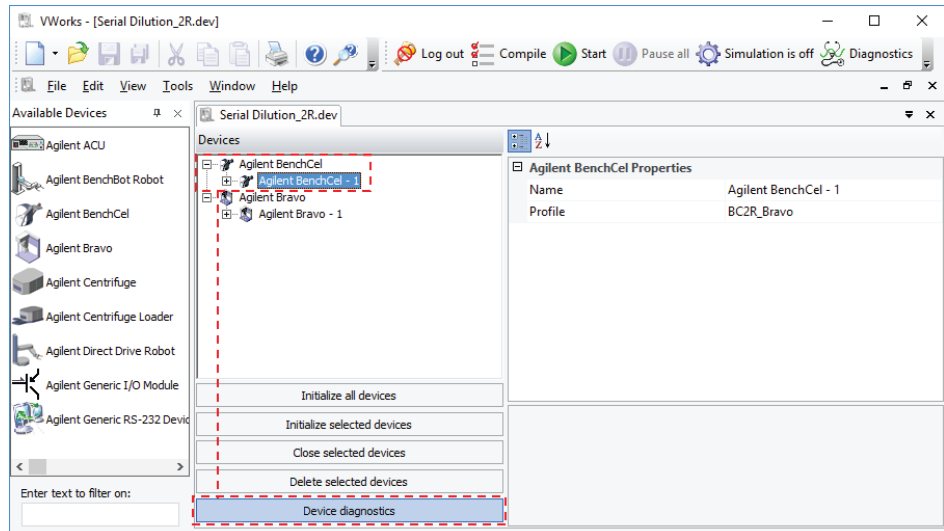 VWorks - [Serial Dilution_2R.dev]
Log out Compile Start Pause all Simulation is off Diagnostics
File Edit View Tools Window Help
Available Devices
Agilent ACU
Agilent BenchBot Robot
Agilent BenchCel
Agilent Bravo
Agilent Centrifuge
Agilent Centrifuge Loader
Agilent Direct Drive Robot
Agilent Generic I/O Module
Agilent Generic RS-232 Devic
Enter text to filter on:
Serial Dilution_2R.dev
Devices
Agilent BenchCel
Agilent BenchCel - 1
Agilent Bravo
Agilent Bravo - 1
Initialize all devices
Initialize selected devices
Close selected devices
Delete selected devices
Device diagnostics
Agilent BenchCel Properties
Name Agilent BenchCel - 1
Profile BC2R_Bravo